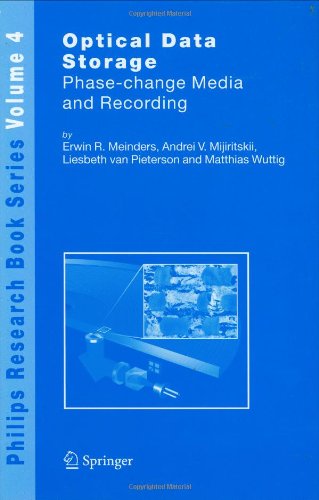 Philips Research Book Series Volume 4
Optical Data
Storage
Phase-change Media
and Recording
by
Erwin R. Meinders, Andrei V. Mijiritskii,
Liesbeth van Pieterson and Matthias Wuttig
Springer